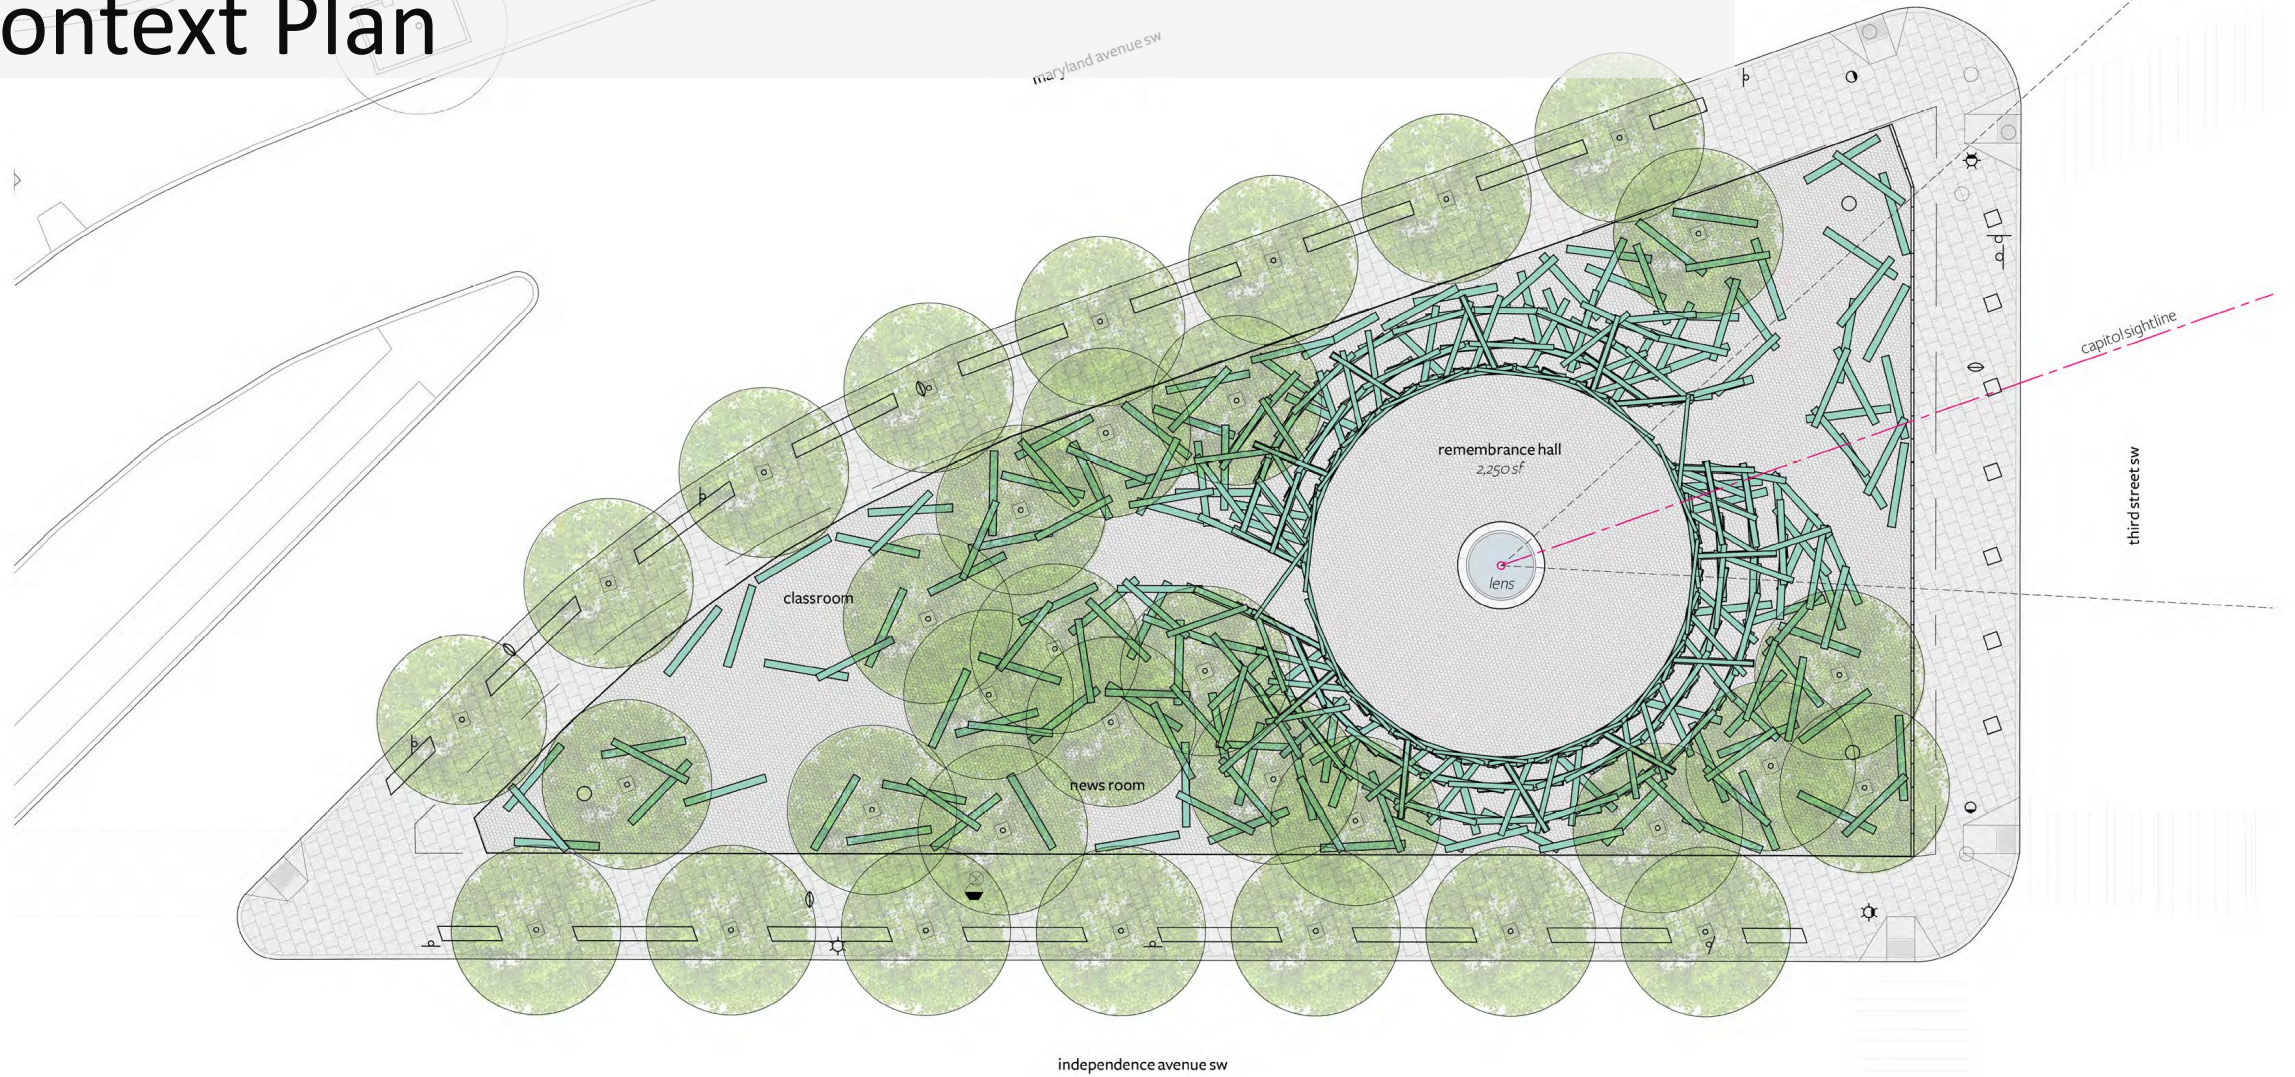 ontext Plan
maryland avenue sw
capitol sightline
remembrance hall
2,250 sf
third street sw
lens
classroom
news room
independence avenue sw